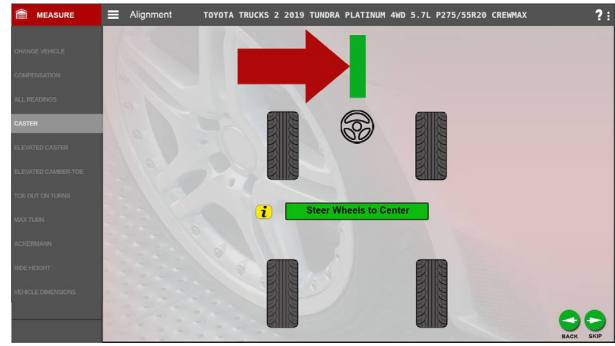 MEASURE
Alignment
TOYOTA TRUCKS 2 2019 TUNDRA PLATINUM 4WD 5.7L P275/55R20 CREWMAX
?
CHANGE VEHICLE
COMPENSATION
ALL READINGS
CASTER
ELEVATED CASTER
ELEVATED CAMBER-TOE
TOE OUT ON TURNS
MAX TURN
ACKERMANN
RIDE HEIGHT
VEHICLE DIMENSIONS
i
Steer Wheels to Center
BACK
SKIP